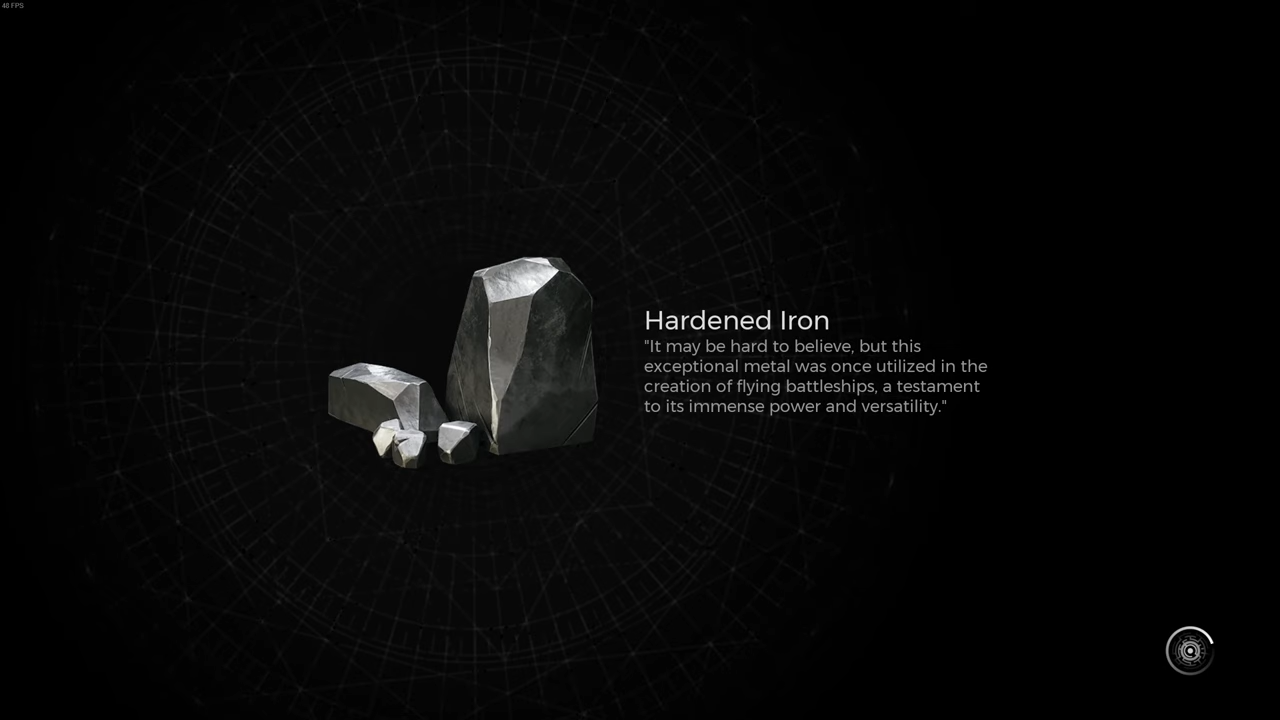 48 FPS
Hardened Iron
"It may be hard to believe, but this
exceptional metal was once utilized in the
creation of flying battleships, a testament
to its immense power and versatility."